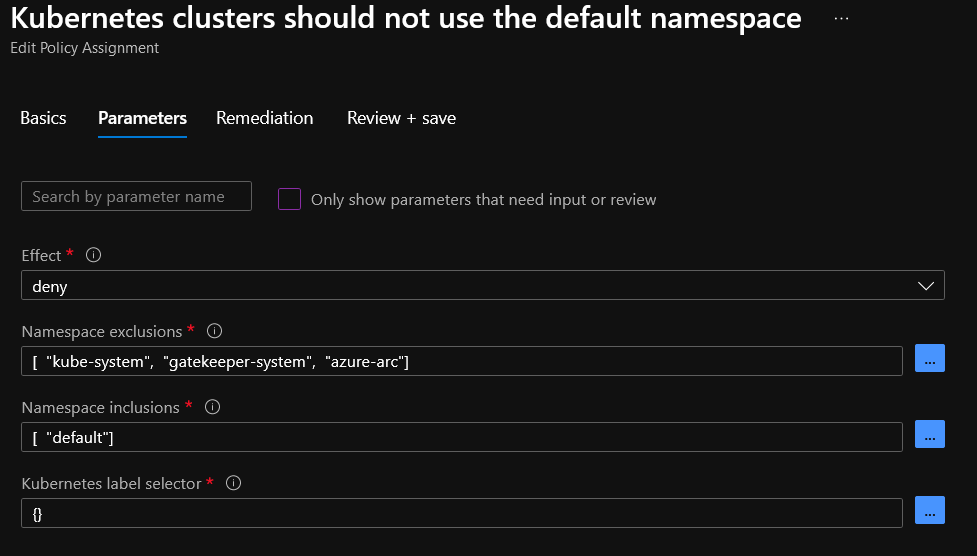 Kubernetes clusters should not use the default namespace ...
Edit Policy Assignment
Basics Parameters Remediation Review + save
Search by parameter name Only show parameters that need input or review
Effect *
deny
Namespace exclusions *
[ "kube-system", "gatekeeper-system", "azure-arc"] ...
Namespace inclusions *
[ "default"] ...
Kubernetes label selector *
{} ...